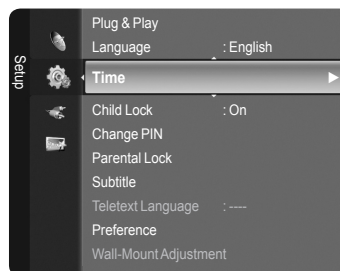 Setup
Plug & Play
Language : English
Time
Child Lock : On
Change PIN
Parental Lock
Subtitle
Teletext Language : ----
Preference
Wall-Mount Adjustment